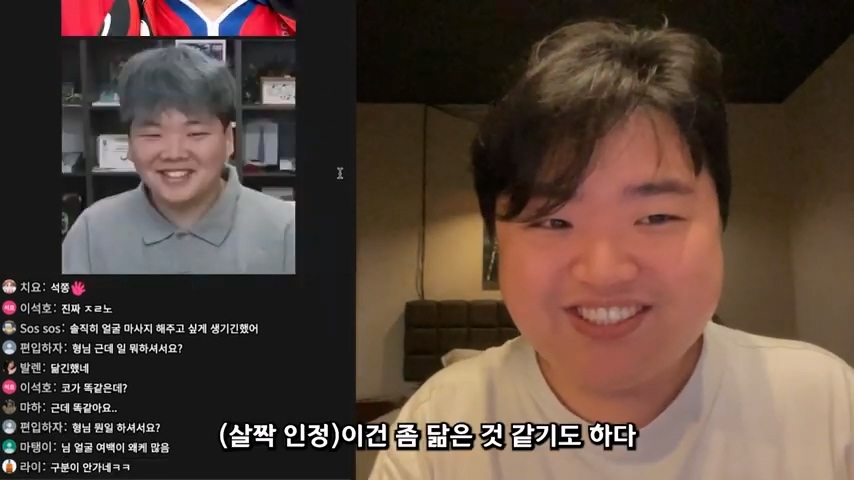 치요: 석쫑👋
이석호: 진짜 ㅈㄹ노
Sos sos: 솔직히 얼굴 마사지 해주고 싶게 생기긴했어
편입하자: 형님 근데 일 뭐하셔서요?
발렌: 닮긴했네
이석호: 코가 똑같은데?
먀하: 근데 똑같아요..
편입하자: 형님 뭔일 하셔서요?
마탱이: 님 얼굴 여백이 왜케 많음
라이: 구분이 안가네ㅋㅋ
(살짝 인정)이건 좀 닮은 것 같기도 하다